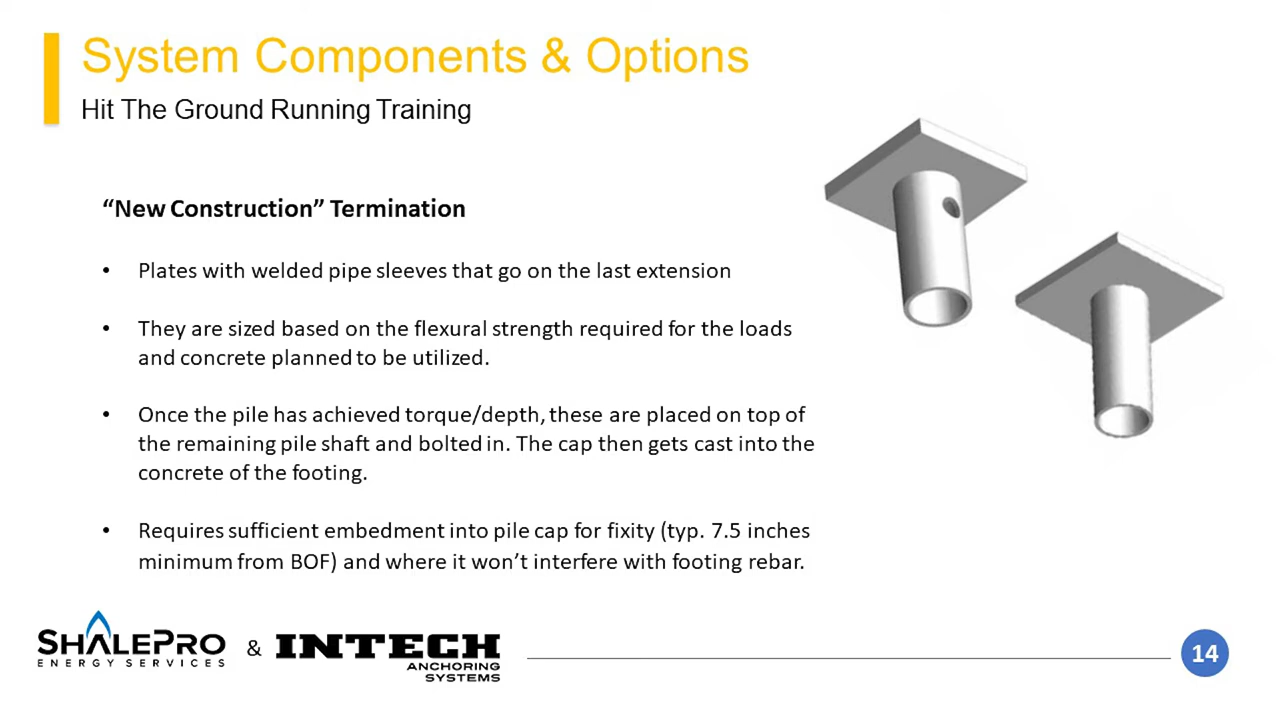 System Components & Options
Hit The Ground Running Training
“New Construction” Termination
• Plates with welded pipe sleeves that go on the last extension
• They are sized based on the flexural strength required for the loads
and concrete planned to be utilized.
• Once the pile has achieved torque/depth, these are placed on top of
the remaining pile shaft and bolted in. The cap then gets cast into the
concrete of the footing.
• Requires sufficient embedment into pile cap for fixity (typ. 7.5 inches
minimum from BOF) and where it won’t interfere with footing rebar.
SHALEPRO
ENERGY SERVICES
&
INTECH
ANCHORING
SYSTEMS
14